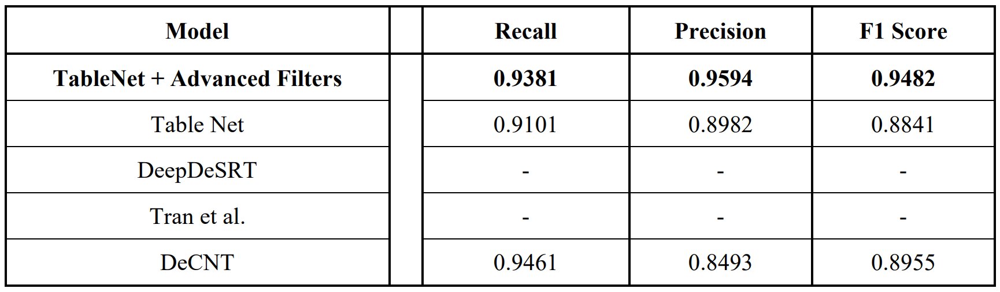 Model Recall Precision F1 Score
TableNet + Advanced Filters 0.9381 0.9594 0.9482
Table Net 0.9101 0.8982 0.8841
DeepDeSRT - - -
Tran et al. - - -
DeCNT 0.9461 0.8493 0.8955